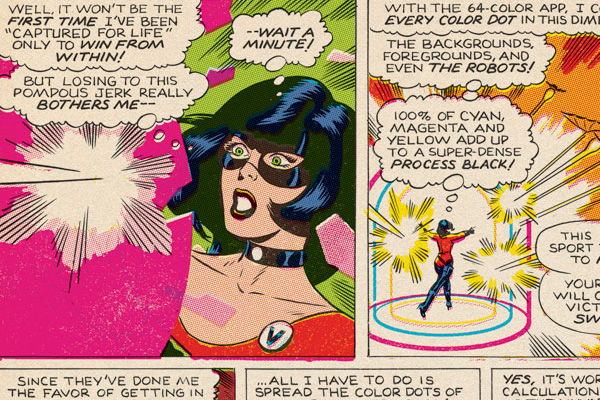 WELL, IT WON'T BE THE
FIRST TIME I'VE BEEN
"CAPTURED FOR LIFE"
ONLY TO WIN FROM
WITHIN!
BUT LOSING TO THIS
POMPOUS JERK REALLY
BOTHERS ME--
--WAIT A
MINUTE!
V
WITH THE 64-COLOR APP, I
EVERY COLOR DOT IN THIS
THE BACKGROUNDS,
FOREGROUNDS, AND
EVEN THE ROBOTS!
100% OF CYAN,
MAGENTA AND
YELLOW ADD UP
TO A SUPER-DENSE
PROCESS BLACK!
THIS
SPORT
TO
YOUR
WILL
VICT
SW
SINCE THEY'VE DONE ME
THE FAVOR OF GETTING IN
...ALL I HAVE TO DO IS
SPREAD THE COLOR DOTS OF
YES, IT'S
CALCULATION